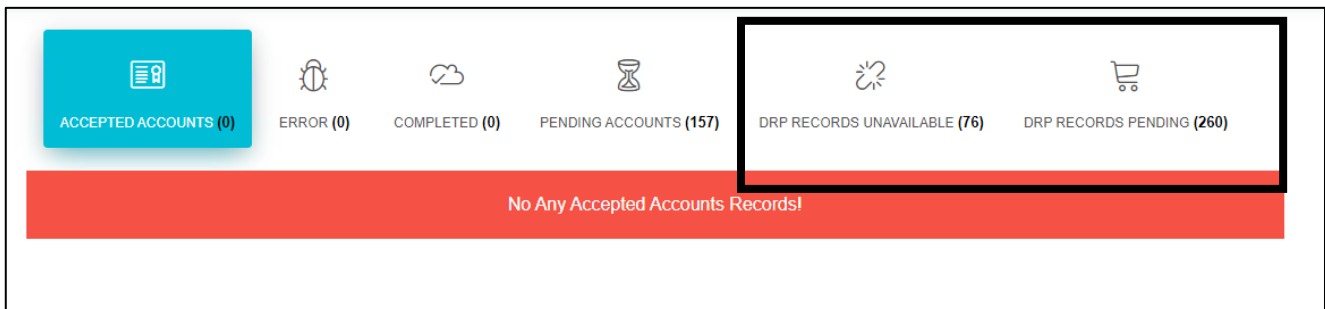 ACCEPTED ACCOUNTS (0)
ERROR (0)
COMPLETED (0)
PENDING ACCOUNTS (157)
DRP RECORDS UNAVAILABLE (76)
DRP RECORDS PENDING (260)
No Any Accepted Accounts Records!